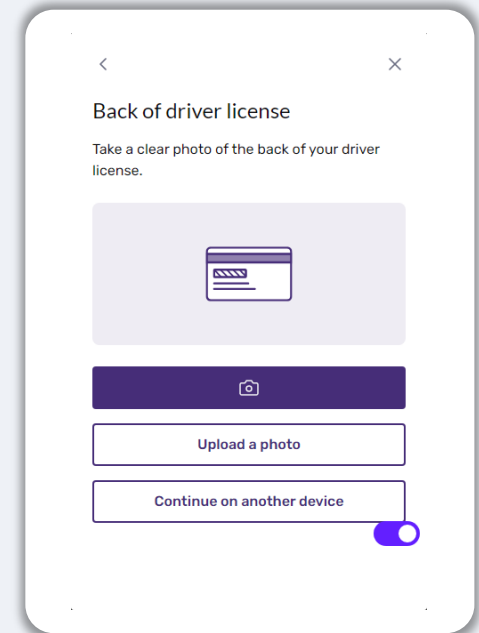 Back of driver license
Take a clear photo of the back of your driver
license.
Upload a photo
Continue on another device